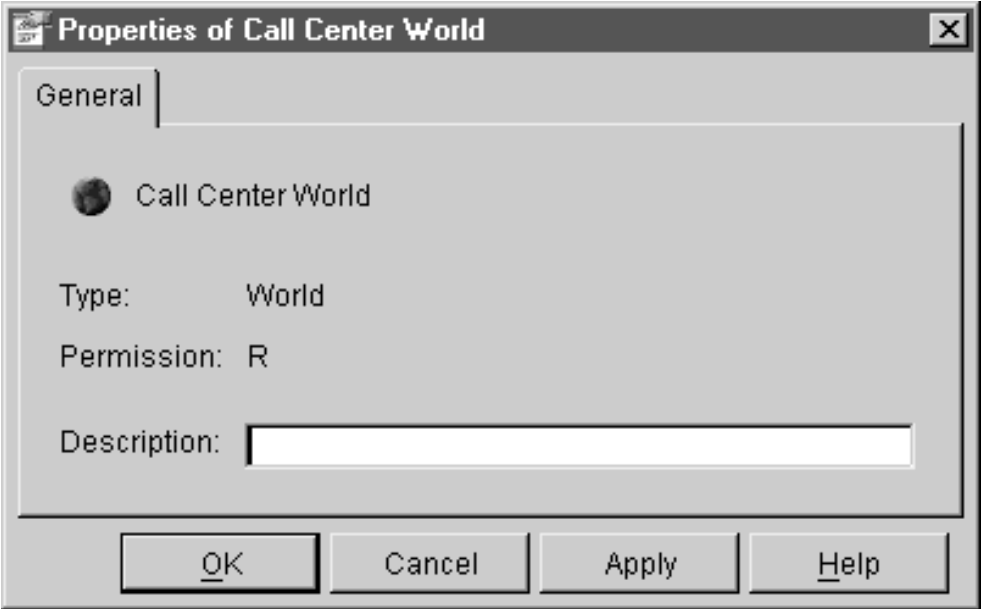 Properties of Call Center World
General
Call Center World
Type: World
Permission: R
Description:
OK Cancel Apply Help